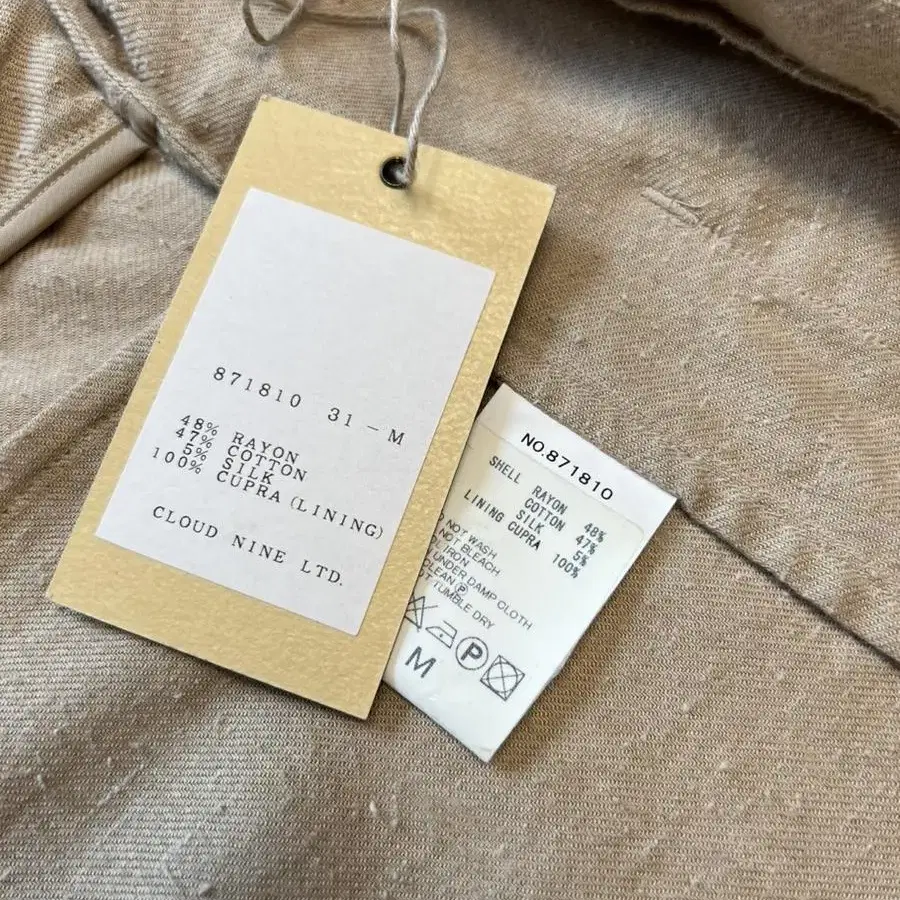 871810 31-M
48% RAYON
47% COTTON
5% SILK
100% CUPRA (LINING)
CLOUD NINE LTD.
NO.871810
SHELL RAYON 48%
COTTON 47%
SILK 5%
LINING CUPRA 100%
NOT WASH
NOT BLEACH
IRON
UNDER DAMP CLOTH
CLEAN Ⓟ
TUMBLE DRY
P
M